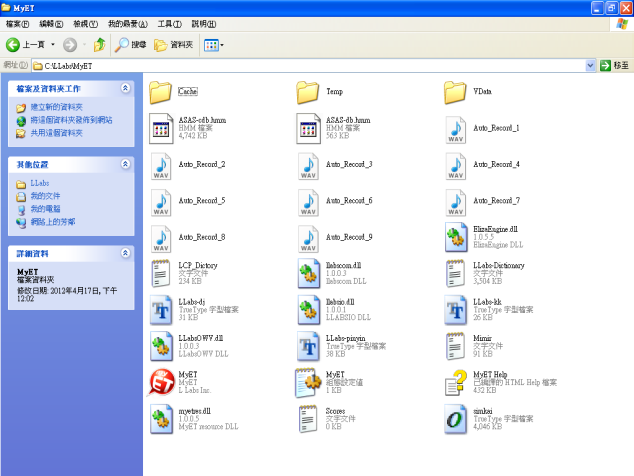 MyET
檔案(F) 編輯(E) 檢視(V) 我的最愛(A) 工具(T) 說明(H)
上一頁 搜尋 資料夾
網址(D) C:\LLabs\MyET 移至
檔案及資料夾工作
建立新的資料夾
將這個資料夾發佈到網站
共用這個資料夾
其他位置
LLabs
我的文件
我的電腦
網路上的芳鄰
詳細資料
MyET
檔案資料夾
修改日期: 2012年4月17日, 下午
12:02
Cache
Temp
VData
ASAS-cdb.hmm
HMM 檔案
4,742 KB
ASAS-db.hmm
HMM 檔案
563 KB
Auto_Record_1
Auto_Record_2
Auto_Record_3
Auto_Record_4
Auto_Record_5
Auto_Record_6
Auto_Record_7
Auto_Record_8
Auto_Record_9
ElizaEngine.dll
1.0.5.5
ElizaEngine DLL
LCP_Dictory
文字文件
234 KB
llabscom.dll
1.0.0.3
llabscom DLL
LLabs-Dictionary
文字文件
3,504 KB
LLabs-dj
TrueType 字型檔案
31 KB
llabsio.dll
1.0.0.1
LLABSIO DLL
LLabs-kk
TrueType 字型檔案
26 KB
LLabsOWV.dll
1.0.0.3
LLabsOWV DLL
LLabs-pinyin
TrueType 字型檔案
38 KB
Mimir
文字文件
91 KB
MyET
MyET
L Labs Inc.
MyET
組態設定值
1 KB
MyET Help
已編譯的 HTML Help 檔案
432 KB
myetres.dll
1.0.0.5
MyET resource DLL
Scores
文字文件
0 KB
simkai
TrueType 字型檔案
4,046 KB